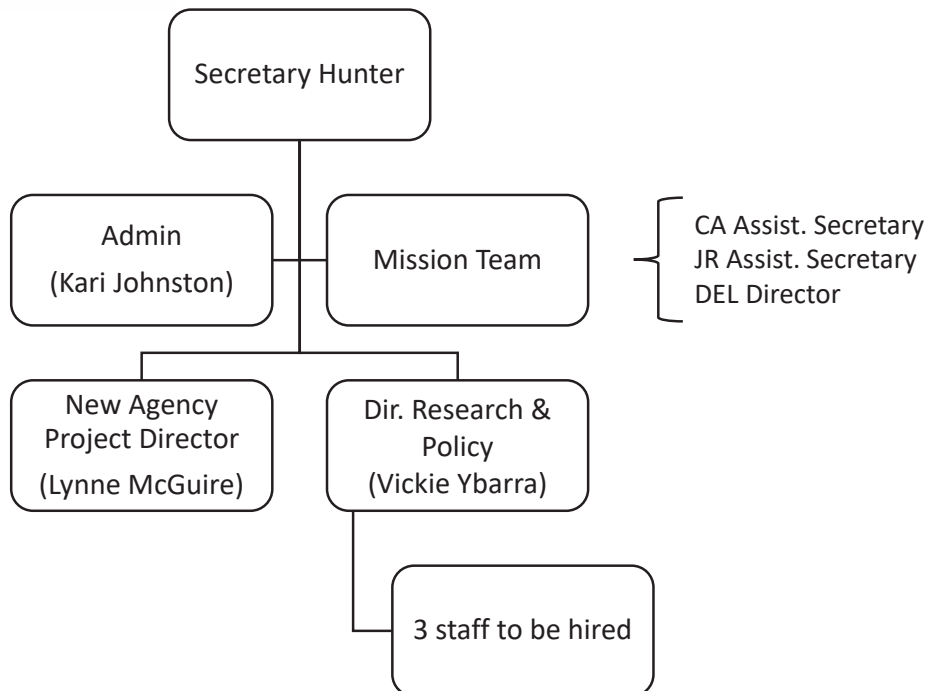 Secretary Hunter
Admin
(Kari Johnston)
Mission Team
CA Assist. Secretary
JR Assist. Secretary
DEL Director
New Agency
Project Director
(Lynne McGuire)
Dir. Research &
Policy
(Vickie Ybarra)
3 staff to be hired